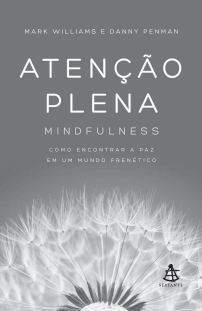 MARK WILLIAMS E DANNY PENMAN
ATENÇÃO
PLENA
MINDFULNESS
COMO ENCONTRAR A PAZ
EM UM MUNDO FRENÉTICO
SEXTANTE